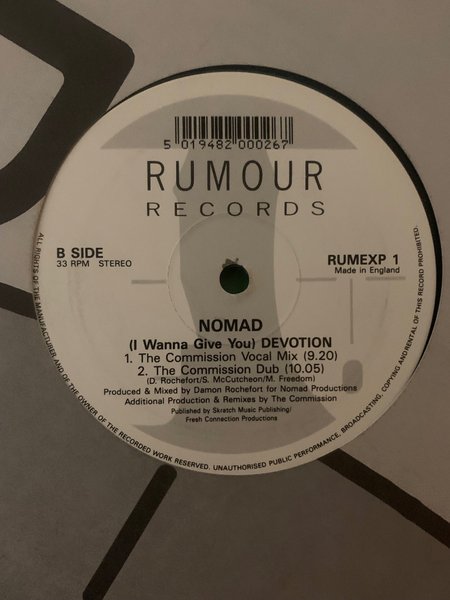 5 019482 000267
RUMOUR
RECORDS
B SIDE
33 RPM STEREO
RUMEXP 1
Made in England
NOMAD
(I Wanna Give You) DEVOTION
1. The Commission Vocal Mix (9.20)
2. The Commission Dub (10.05)
(D. Rochefort/S. McCutcheon/M. Freedom)
Produced & Mixed by Damon Rochefort for Nomad Productions
Additional Production & Remixes by The Commission
Published by Skratch Music Publishing/
Fresh Connection Productions
ALL RIGHTS OF THE MANUFACTURER AND OF THE OWNER OF THE RECORDED WORK RESERVED. UNAUTHORISED PUBLIC PERFORMANCE, BROADCASTING, COPYING AND RENTAL OF THIS RECORD PROHIBITED.